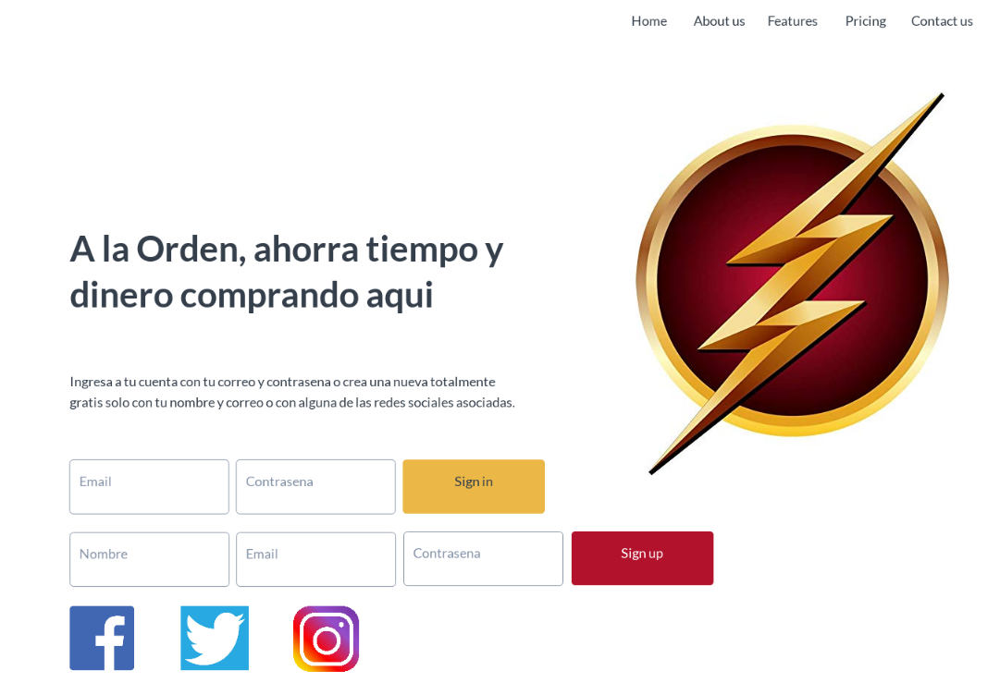 Home About us Features Pricing Contact us
A la Orden, ahorra tiempo y
dinero comprando aqui
Ingresa a tu cuenta con tu correo y contrasena o crea una nueva totalmente
gratis solo con tu nombre y correo o con alguna de las redes sociales asociadas.
Email Contrasena Sign in
Nombre Email Contrasena Sign up